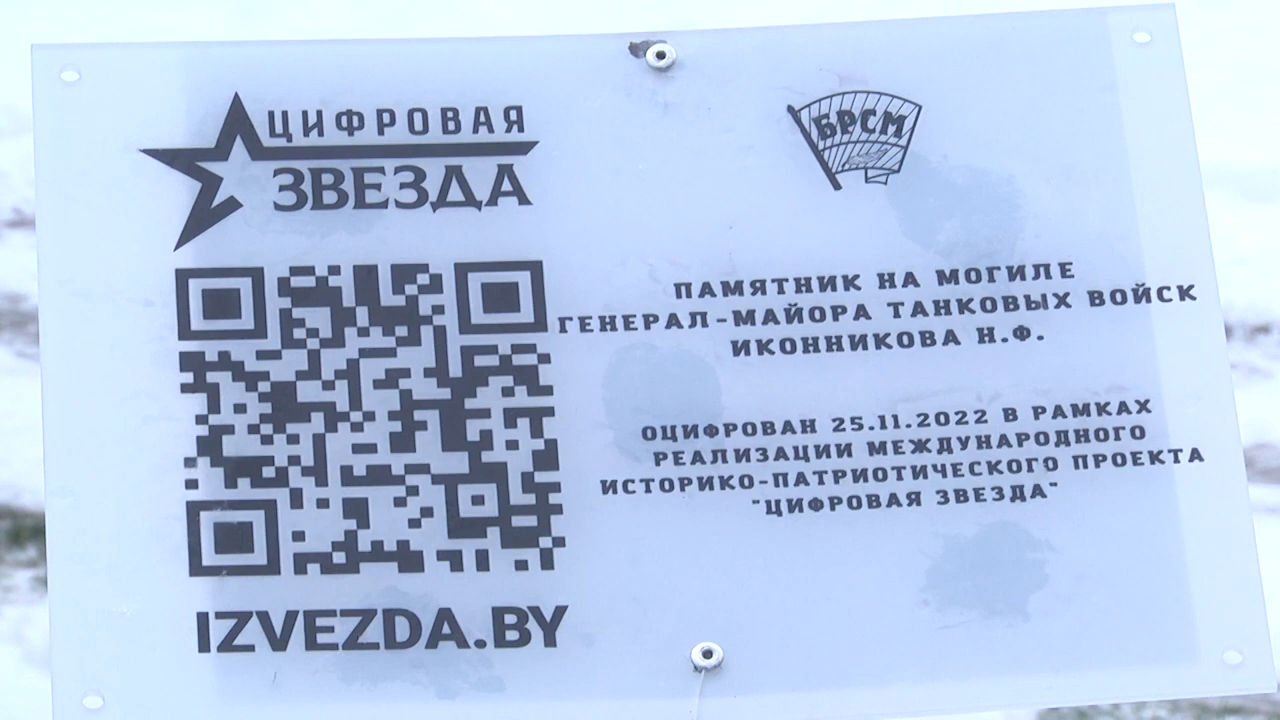 ЦИФРОВАЯ
ЗВЕЗДА
БРСМ
ПАМЯТНИК НА МОГИЛЕ
ГЕНЕРАЛ-МАЙОРА ТАНКОВЫХ ВОЙСК
ИКОННИКОВА Н.Ф.
ОЦИФРОВАН 25.11.2022 В РАМКАХ
РЕАЛИЗАЦИИ МЕЖДУНАРОДНОГО
ИСТОРИКО-ПАТРИОТИЧЕСКОГО ПРОЕКТА
"ЦИФРОВАЯ ЗВЕЗДА"
IZVEZDA.BY